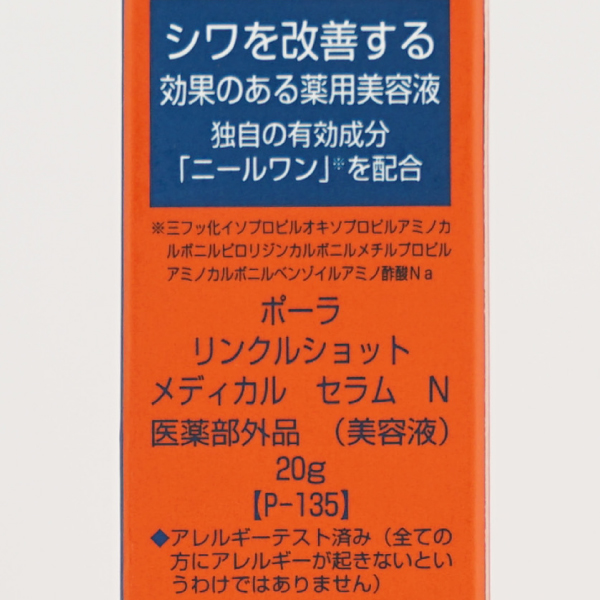 シワを改善する
効果のある薬用美容液
独自の有効成分
「ニールワン」※を配合
※三フッ化イソプロピルオキソプロピルアミノカ
ルボニルピロリジンカルボニルメチルプロピル
アミノカルボニルベンゾイルアミノ酢酸Na
ポーラ
リンクルショット
メディカル セラム N
医薬部外品 (美容液)
20g
【P-135】
◆アレルギーテスト済み(全ての
方にアレルギーが起きないとい
うわけではありません)